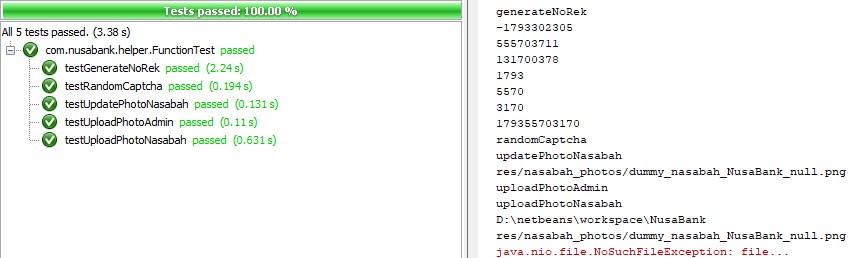 Tests passed: 100.00 %
All 5 tests passed. (3.38 s)
com.nusabank.helper.FunctionTest passed
testGenerateNoRek passed (2.24 s)
testRandomCaptcha passed (0.194 s)
testUpdatePhotoNasabah passed (0.131 s)
testUploadPhotoAdmin passed (0.11 s)
testUploadPhotoNasabah passed (0.631 s)
generateNoRek
-1793302305
555703711
131700378
1793
5570
3170
179355703170
randomCaptcha
updatePhotoNasabah
res/nasabah_photos/dummy_nasabah_NusaBank_null.png
uploadPhotoAdmin
uploadPhotoNasabah
D:\netbeans\workspace\NusaBank
res/nasabah_photos/dummy_nasabah_NusaBank_null.png
java.nio.file.NoSuchFileException: file...